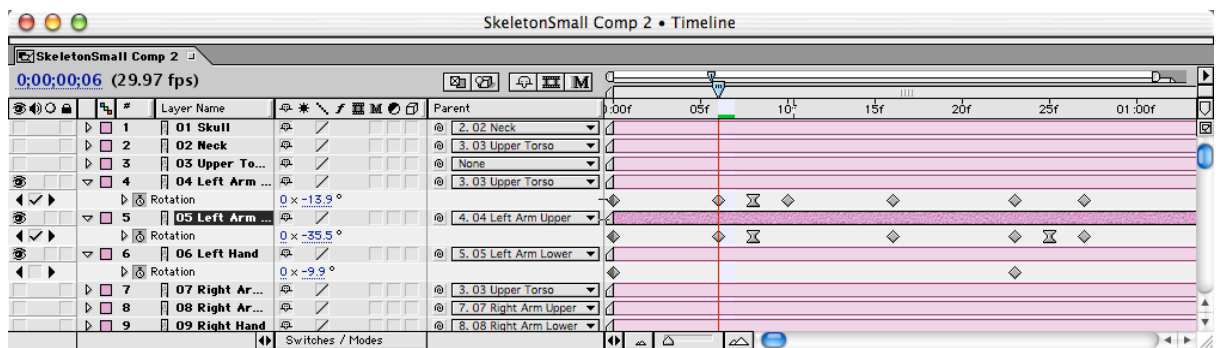 SkeletonSmall Comp 2 • Timeline
SkeletonSmall Comp 2
0;00;00;06 (29.97 fps)
M
# Layer Name M Parent :00f 05f 10f 15f 20f 25f 01:00f
1 01 Skull 2. 02 Neck
2 02 Neck 3. 03 Upper Torso
3 03 Upper To... None
4 04 Left Arm ... 3. 03 Upper Torso
Rotation 0 x -13.9 °
5 05 Left Arm ... 4. 04 Left Arm Upper
Rotation 0 x -35.5 °
6 06 Left Hand 5. 05 Left Arm Lower
Rotation 0 x -9.9 °
7 07 Right Ar... 3. 03 Upper Torso
8 08 Right Ar... 7. 07 Right Arm Upper
9 09 Right Hand 8. 08 Right Arm Lower
Switches / Modes